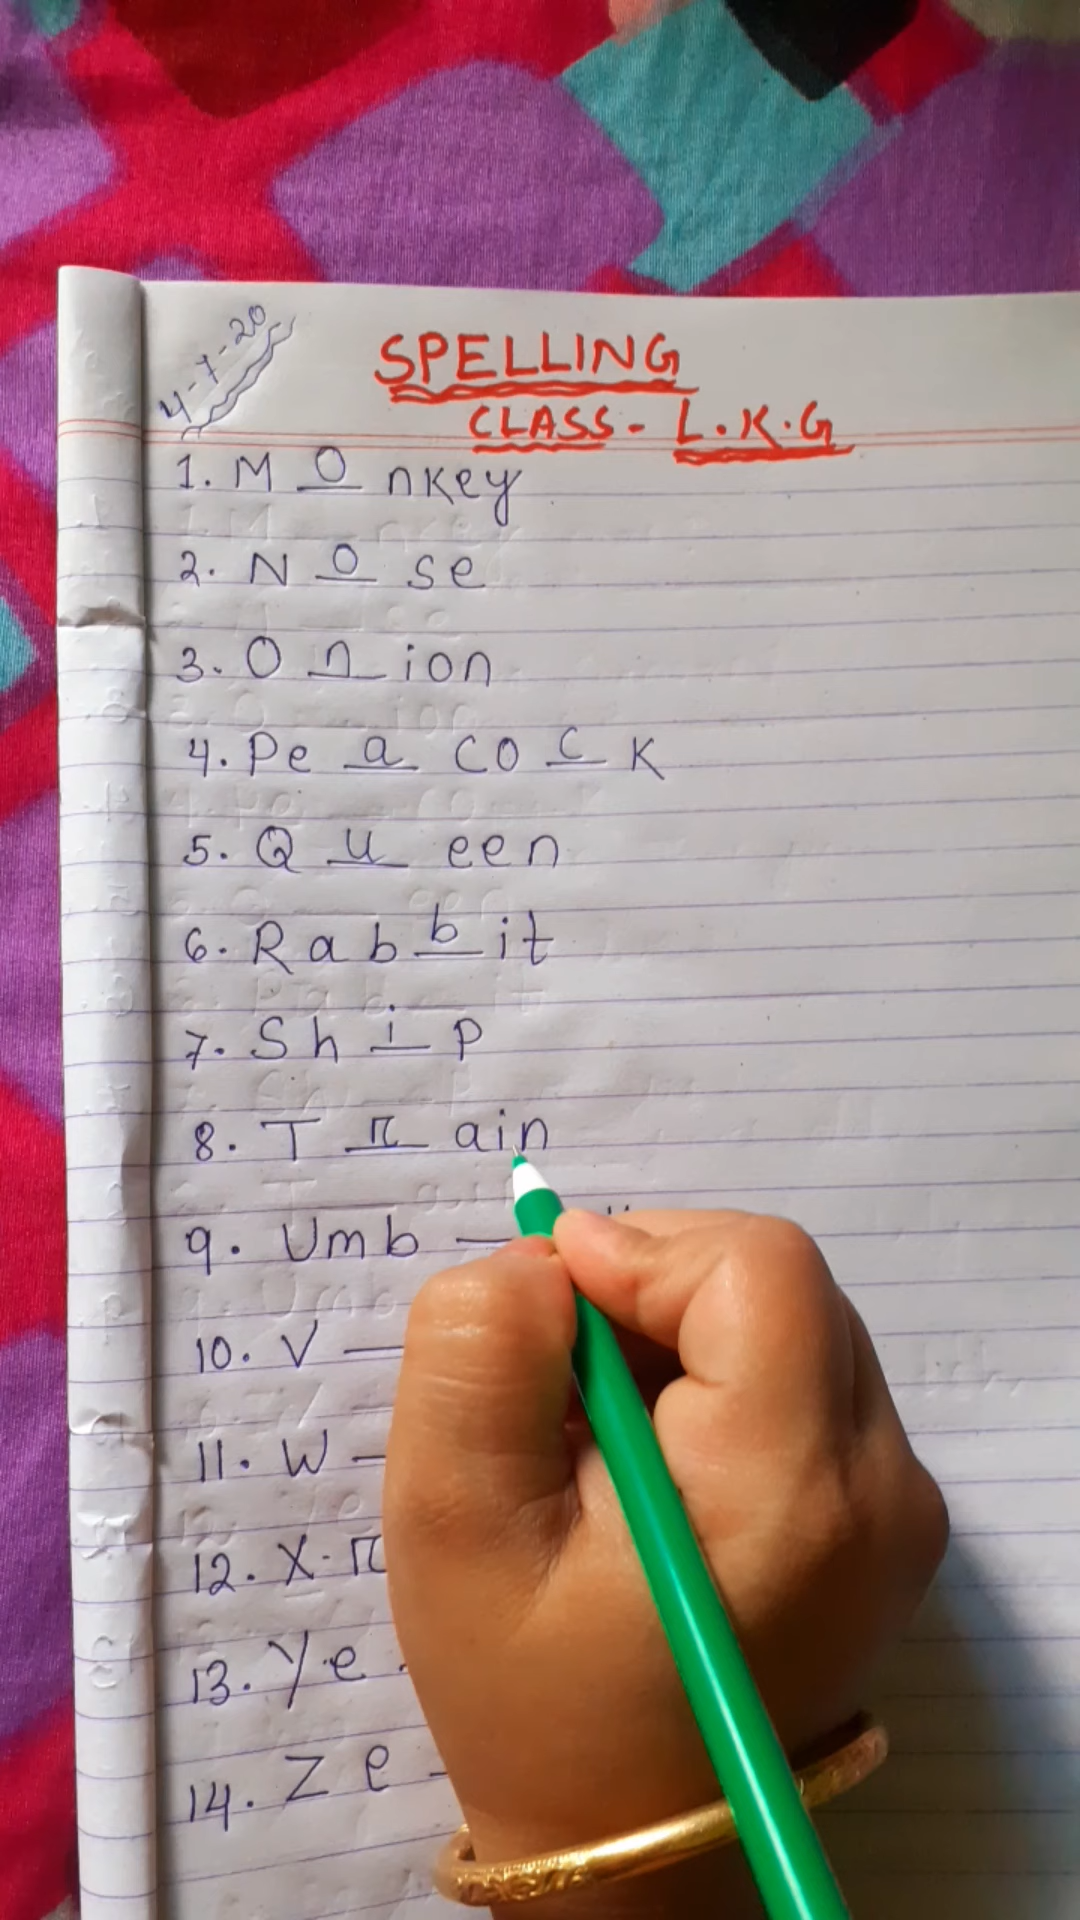 4-7-20
SPELLING
CLASS - L.K.G
1. M o nkey
2. N o se
3. O n ion
4. Pe a co c k
5. Q u een
6. Rab b it
7. Sh i p
8. T r ain
9. Umb —
10. V —
11. W —
12. X-r
13. Ye
14. Ze -